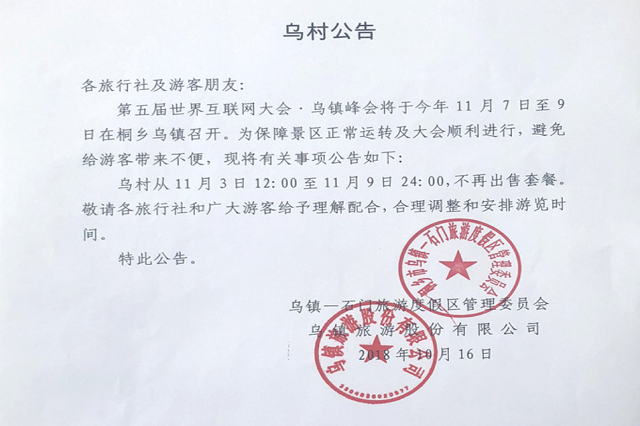 乌村公告
各旅行社及游客朋友：
第五届世界互联网大会·乌镇峰会将于今年 11 月 7 日至 9
日在桐乡乌镇召开。为保障景区正常运转及大会顺利进行，避免
给游客带来不便，现将有关事项公告如下：
乌村从 11 月 3 日 12:00 至 11 月 9 日 24:00，不再出售套餐。
敬请各旅行社和广大游客给予理解配合，合理调整和安排游览时
间。
特此公告。
乌镇—石门旅游度假区管理委员会
桐乡市乌镇—石门旅游度假区管理委员会
乌镇旅游股份有限公司
2018 年 10 月 16 日
乌镇旅游股份有限公司